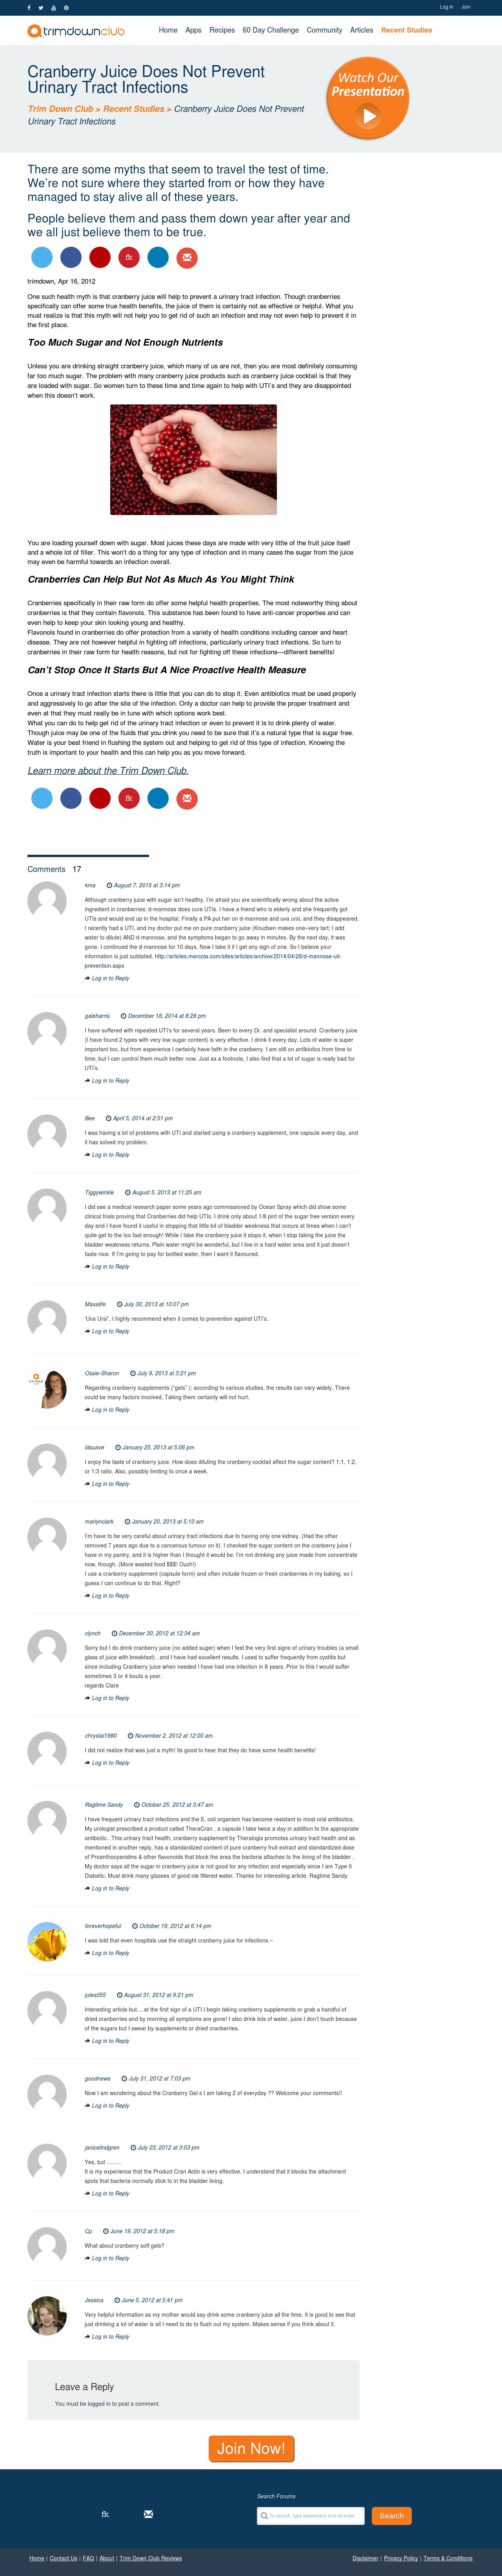 Log In Join
trimdownclub
Home Apps Recipes 60 Day Challenge Community Articles Recent Studies
Cranberry Juice Does Not Prevent
Urinary Tract Infections
Trim Down Club > Recent Studies > Cranberry Juice Does Not Prevent
Urinary Tract Infections
Watch Our
Presentation
There are some myths that seem to travel the test of time.
We're not sure where they started from or how they have
managed to stay alive all of these years.
People believe them and pass them down year after year and
we all just believe them to be true.
trimdown, Apr 16, 2012
One such health myth is that cranberry juice will help to prevent a urinary tract infection. Though cranberries
specifically can offer some true health benefits, the juice of them is certainly not as effective or helpful. What you
must realize is that this myth will not help you to get rid of such an infection and may not even help to prevent it in
the first place.
Too Much Sugar and Not Enough Nutrients
Unless you are drinking straight cranberry juice, which many of us are not, then you are most definitely consuming
far too much sugar. The problem with many cranberry juice products such as cranberry juice cocktail is that they
are loaded with sugar. So women turn to these time and time again to help with UTI's and they are disappointed
when this doesn't work.
You are loading yourself down with sugar. Most juices these days are made with very little of the fruit juice itself
and a whole lot of filler. This won't do a thing for any type of infection and in many cases the sugar from the juice
may even be harmful towards an infection overall.
Cranberries Can Help But Not As Much As You Might Think
Cranberries specifically in their raw form do offer some helpful health properties. The most noteworthy thing about
cranberries is that they contain flavonols. This substance has been found to have anti-cancer properties and can
even help to keep your skin looking young and healthy.
Flavonols found in cranberries do offer protection from a variety of health conditions including cancer and heart
disease. They are not however helpful in fighting off infections, particularly urinary tract infections. So turn to
cranberries in their raw form for health reasons, but not for fighting off these infections—different benefits!
Can't Stop Once It Starts But A Nice Proactive Health Measure
Once a urinary tract infection starts there is little that you can do to stop it. Even antibiotics must be used properly
and aggressively to go after the site of the infection. Only a doctor can help to provide the proper treatment and
even at that they must really be in tune with which options work best.
What you can do to help get rid of the urinary tract infection or even to prevent it is to drink plenty of water.
Though juice may be one of the fluids that you drink you need to be sure that it's a natural type that is sugar free.
Water is your best friend in flushing the system out and helping to get rid of this type of infection. Knowing the
truth is important to your health and this can help you as you move forward.
Learn more about the Trim Down Club.
Comments 17
kma August 7, 2015 at 3:14 pm
Although cranberry juice with sugar isn't healthy, I'm afraid you are scientifically wrong about the active
ingredient in cranberries: d-mannose does cure UTIs. I have a friend who is elderly and she frequently got
UTIs and would end up in the hospital. Finally a PA put her on d-mannose and uva ursi, and they disappeared.
I recently had a UTI, and my doctor put me on pure cranberry juice (Knudsen makes one–very tart; I add
water to dilute) AND d-mannose, and the symptoms began to go away in seconds. By the next day, it was
gone. I continued the d-mannose for 10 days. Now I take it if I get any sign of one. So I believe your
information is just outdated. http://articles.mercola.com/sites/articles/archive/2014/04/28/d-mannose-uti-
prevention.aspx
Log in to Reply
galeharris December 18, 2014 at 8:28 pm
I have suffered with repeated UTI's for several years. Been to every Dr. and specialist around. Cranberry juice
(I have found 2 types with very low sugar content) is very effective. I drink it every day. Lots of water is super
important too, but from experience I certainly have faith in the cranberry. I am still on antibiotics from time to
time, but I can control them much better now. Just as a footnote, I also find that a lot of sugar is really bad for
UTI's.
Log in to Reply
Bee April 5, 2014 at 2:51 pm
I was having a lot of problems with UTI and started using a cranberry supplement, one capsule every day, and
it has solved my problem.
Log in to Reply
Tiggywinkle August 5, 2013 at 11:25 am
I did see a medical research paper some years ago commissioned by Ocean Spray which did show some
clinical trials proving that Cranberries did help UTIs. I drink only about 1/8 pint of the sugar free version every
day and I have found it useful in stopping that little bit of bladder weakness that occurs at times when I can't
quite get to the loo fast enough! While I take the cranberry juice it stops it, when I stop taking the juice the
bladder weakness returns. Plain water might be wonderful, but I live in a hard water area and it just doesn't
taste nice. If I'm going to pay for bottled water, then I want it flavoured.
Log in to Reply
Maxalife July 30, 2013 at 10:07 pm
'Uva Ursi", I highly recommend when it comes to prevention against UTI's.
Log in to Reply
Ossie-Sharon July 9, 2013 at 3:21 pm
Regarding cranberry supplements ("gels" ): according to various studies, the results can vary widely. There
could be many factors involved. Taking them certainly will not hurt.
Log in to Reply
ldsuave January 25, 2013 at 5:06 pm
I enjoy the taste of cranberry juice. How does diluting the cranberry cocktail affect the sugar content? 1:1, 1:2,
or 1:3 ratio. Also, possibly limiting to once a week.
Log in to Reply
marlynclark January 20, 2013 at 5:10 am
I'm have to be very careful about urinary tract infections due to having only one kidney. (Had the other
removed 7 years ago due to a cancerous tumour on it). I checked the sugar content on the cranberry juice I
have in my pantry, and it is higher than I thought it would be. I'm not drinking any juice made from concentrate
now, though. (More wasted food $$$! Ouch!)
I use a cranberry supplement (capsule form) and often include frozen or fresh cranberries in my baking, so I
guess I can continue to do that. Right?
Log in to Reply
clynch December 30, 2012 at 12:34 am
Sorry but I do drink cranberry juice (no added suger) when I feel the very first signs of urinary troubles (a small
glass of juice with breakfast) , and I have had excellent results. I used to suffer frequently from cystitis but
since including Cranberry juice when needed I have had one infection in 8 years. Prior to this I would suffer
sometimes 3 or 4 bouts a year.
regards Clare
Log in to Reply
chrystal1980 November 2, 2012 at 12:00 am
I did not realize that was just a myth! Its good to hear that they do have some health benefits!
Log in to Reply
Ragtime Sandy October 25, 2012 at 3:47 am
I have frequent urinary tract infections and the E. coli organism has become resistant to most oral antibiotics.
My urologist prescribed a product called TheraCran , a capsule I take twice a day in addition to the appropriate
antibiotic.. This urinary tract health, cranberry supplement by Theralogix promotes urinary tract health and as
mentioned in another reply, has a standardized content of pure cranberry fruit extract and standardized dose
of Proanthocyanidins & other flavonoids that block the area the bacteria attaches to the lining of the bladder .
My doctor says all the sugar in cranberry juice is not good for any infection and especially since I am Type II
Diabetic. Must drink many glasses of good ole filtered water. Thanks for interesting article. Ragtime Sandy
Log in to Reply
foreverhopeful October 19, 2012 at 6:14 pm
I was told that even hospitals use the straight cranberry juice for infections –
Log in to Reply
jules055 August 31, 2012 at 9:21 pm
Interesting article but….at the first sign of a UTI I begin taking cranberry supplements or grab a handful of
dried cranberries and by morning all symptoms are gone! I also drink lots of water, juice I don't touch because
of the sugars but I swear by supplements or dried cranberries.
Log in to Reply
goodnews July 31, 2012 at 7:03 pm
Now I am wondering about the Cranberry Gel s I am taking 2 of everyday ?? Welcome your comments!!
Log in to Reply
janicelindgren July 23, 2012 at 3:53 pm
Yes, but ........
It is my experience that the Product Cran Actin is very effective. I understand that it blocks the attachment
spots that bacteria normally stick to in the bladder lining.
Log in to Reply
Cp June 19, 2012 at 5:18 pm
What about cranberry soft gels?
Log in to Reply
Jessica June 5, 2012 at 5:41 pm
Very helpful information as my mother would say drink some cranberry juice all the time. It is good to see that
just drinking a lot of water is all I need to do to flush out my system. Makes sense if you think about it.
Log in to Reply
Leave a Reply
You must be logged in to post a comment.
Join Now!
Search Forums
To search, type keyword(s) and hit enter. Search
Home | Contact Us | FAQ | About | Trim Down Club Reviews Disclaimer | Privacy Policy | Terms & Conditions